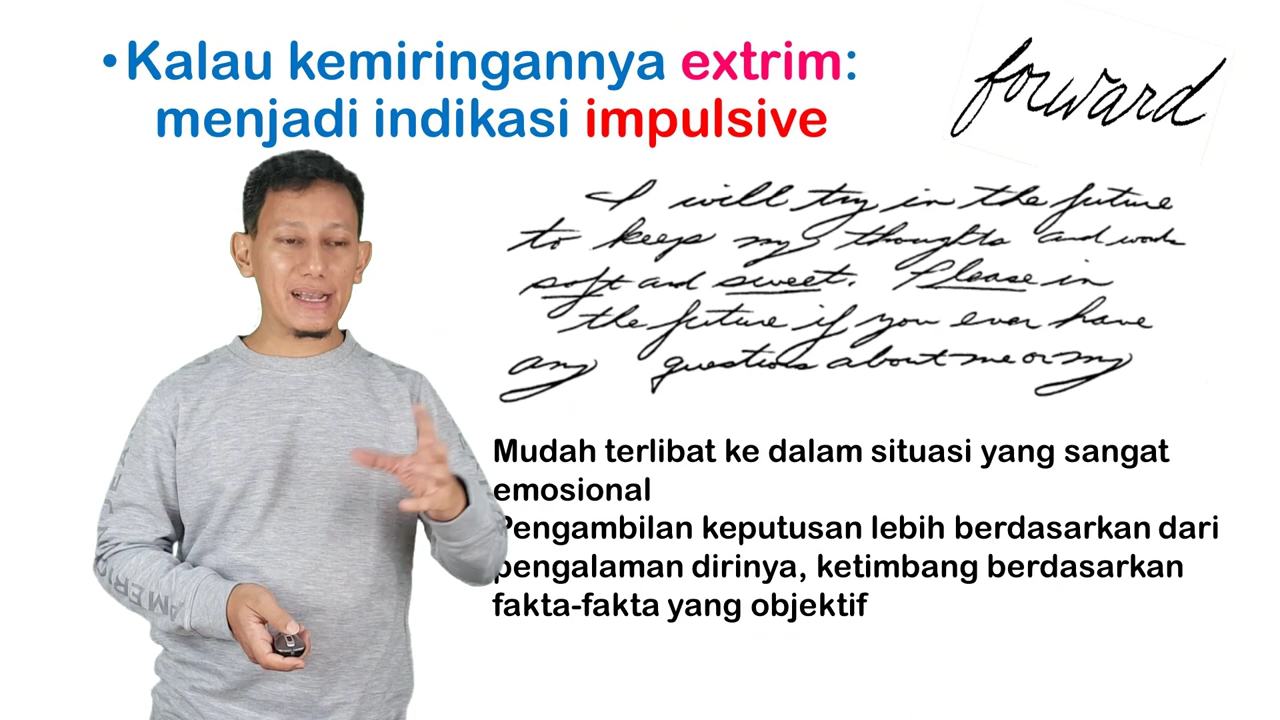 •Kalau kemiringannya extrim:
menjadi indikasi impulsive
forward
I will try in the future
to keep my thoughts and words
soft and sweet. Please in
the future if you ever have
any questions about me or my
Mudah terlibat ke dalam situasi yang sangat
emosional
Pengambilan keputusan lebih berdasarkan dari
pengalaman dirinya, ketimbang berdasarkan
fakta-fakta yang objektif